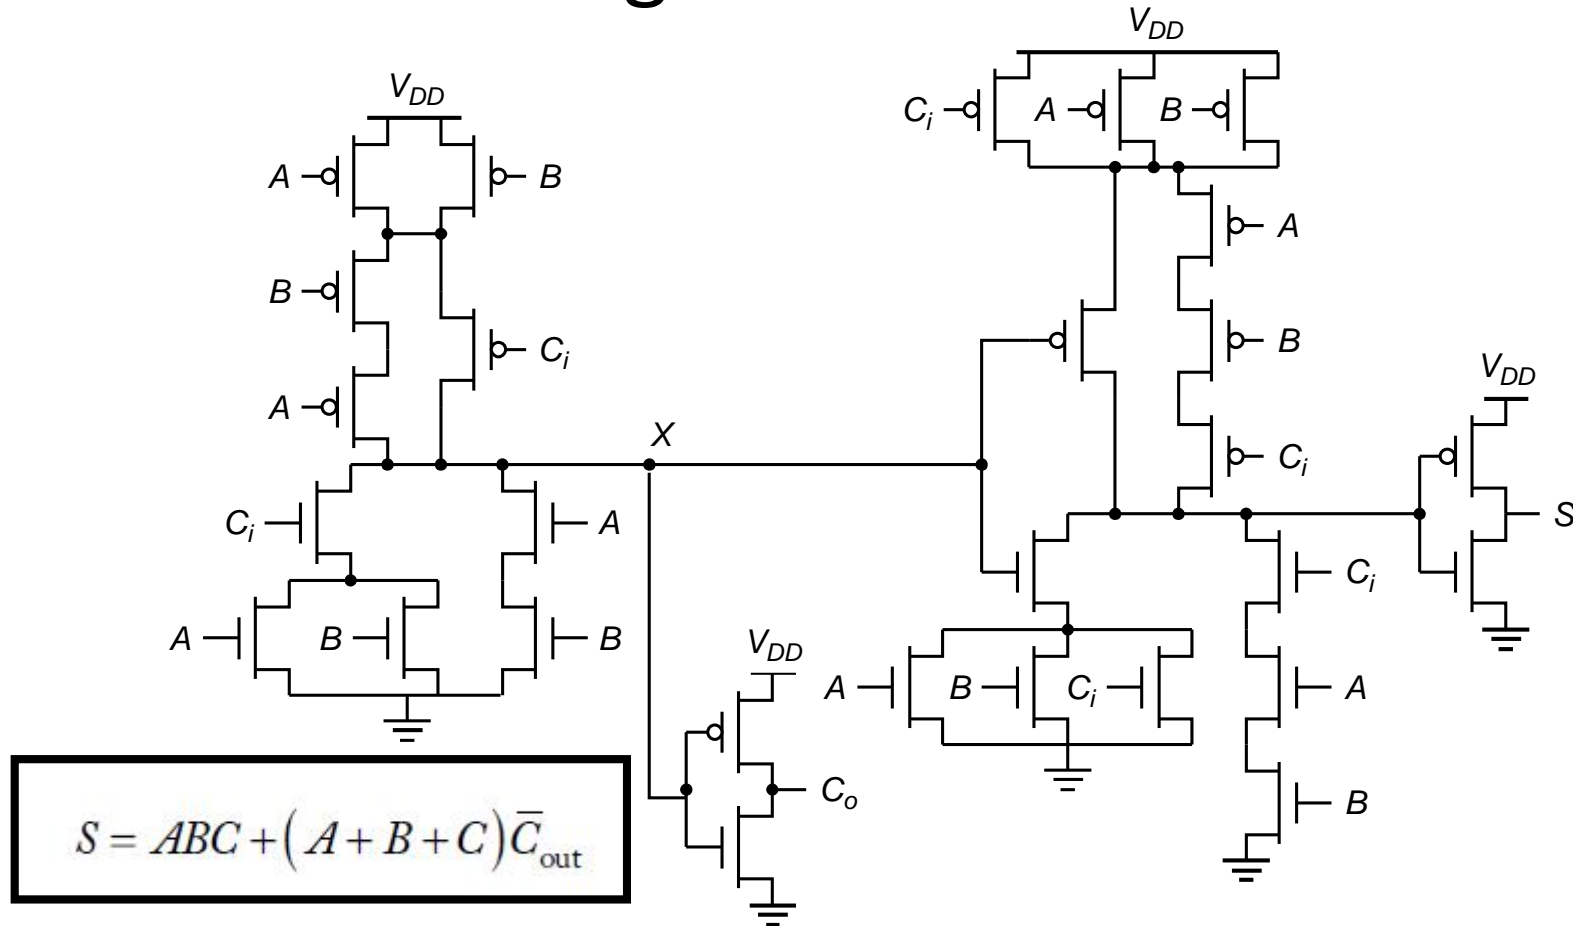 g
V_DD
A
B
B
C_i
A
X
C_i
A
A
B
B
V_DD
C_o
V_DD
C_i
A
B
A
B
C_i
C_i
A
B
C_i
A
B
V_DD
S
S = ABC + (A + B + C) C̅_out